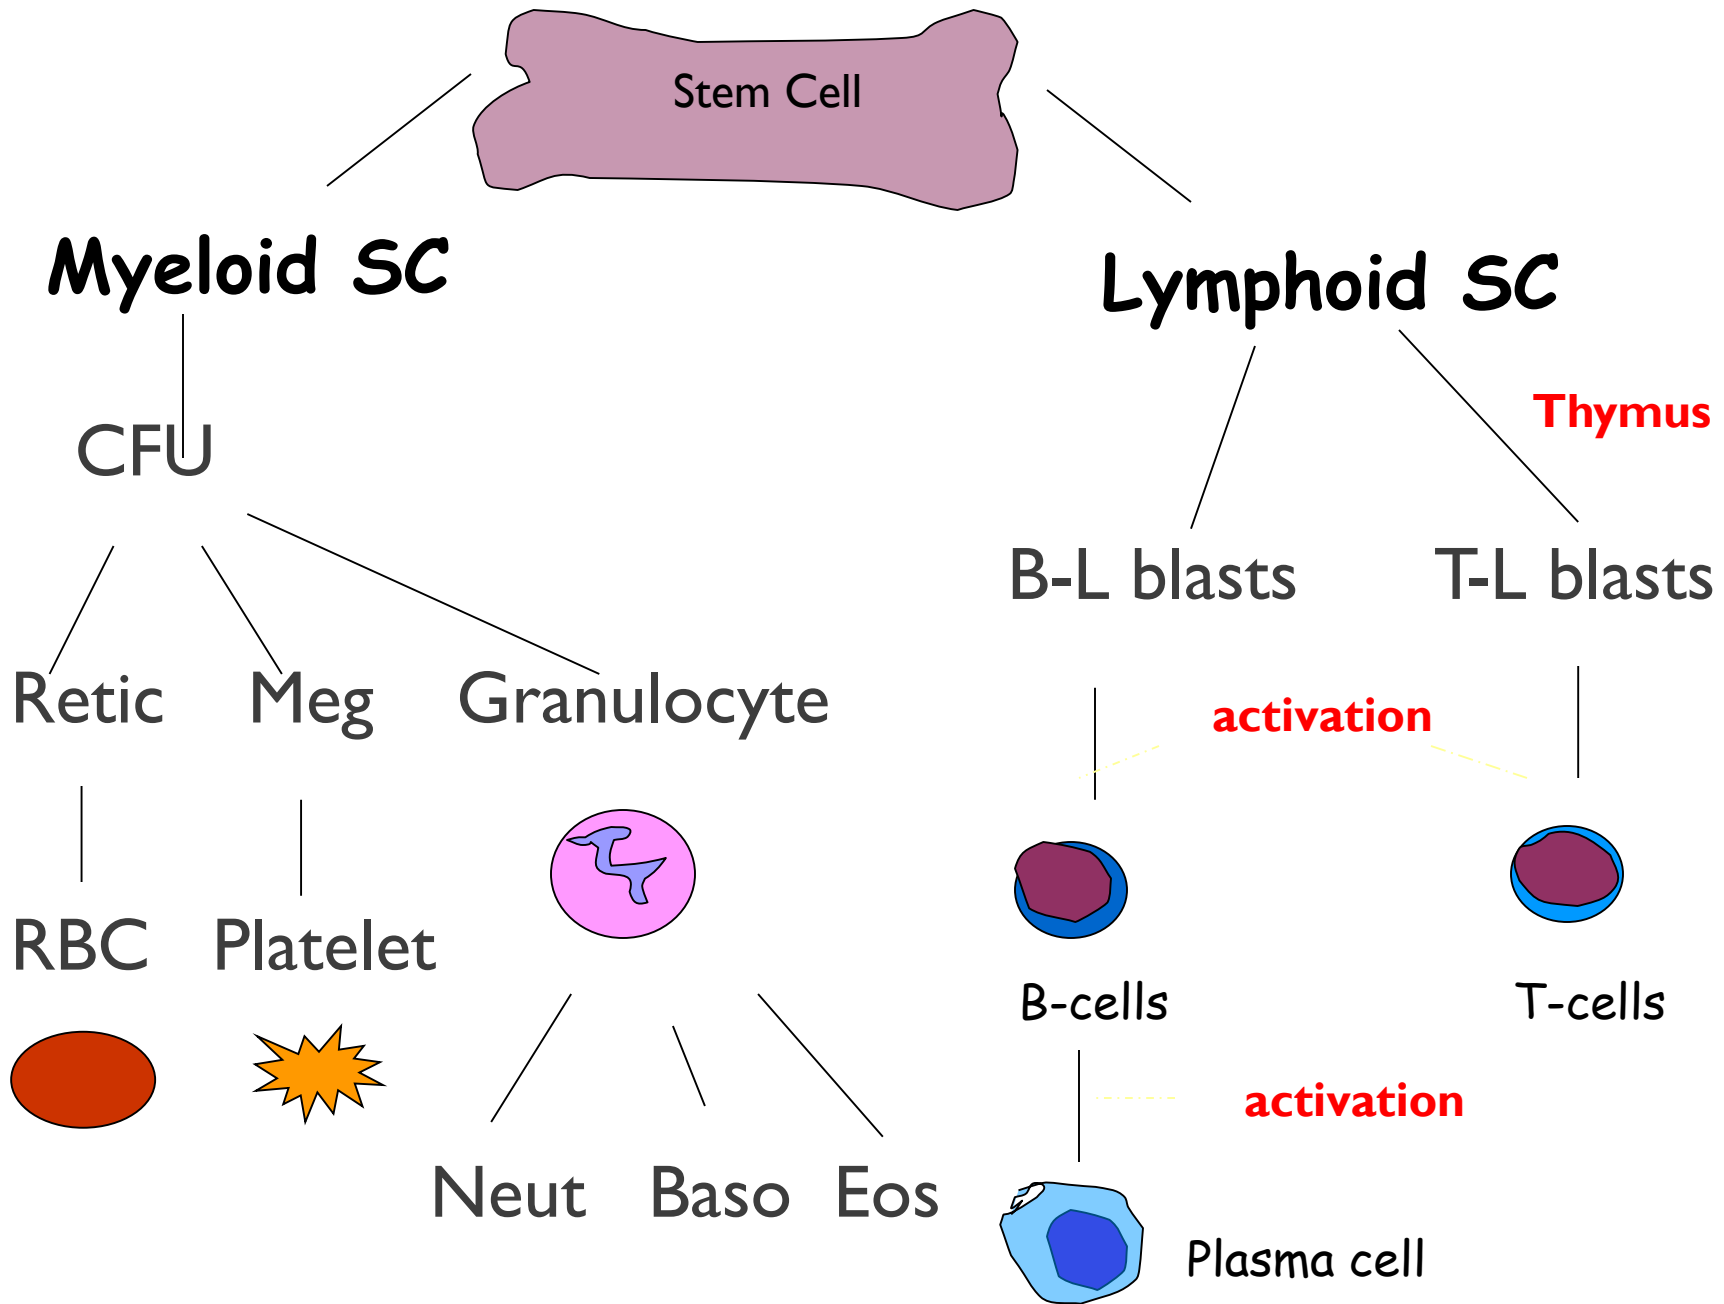 Stem Cell
Myeloid SC
Lymphoid SC
Thymus
CFU
B-L blasts
T-L blasts
Retic
Meg
Granulocyte
activation
RBC
Platelet
B-cells
T-cells
activation
Neut
Baso
Eos
Plasma cell